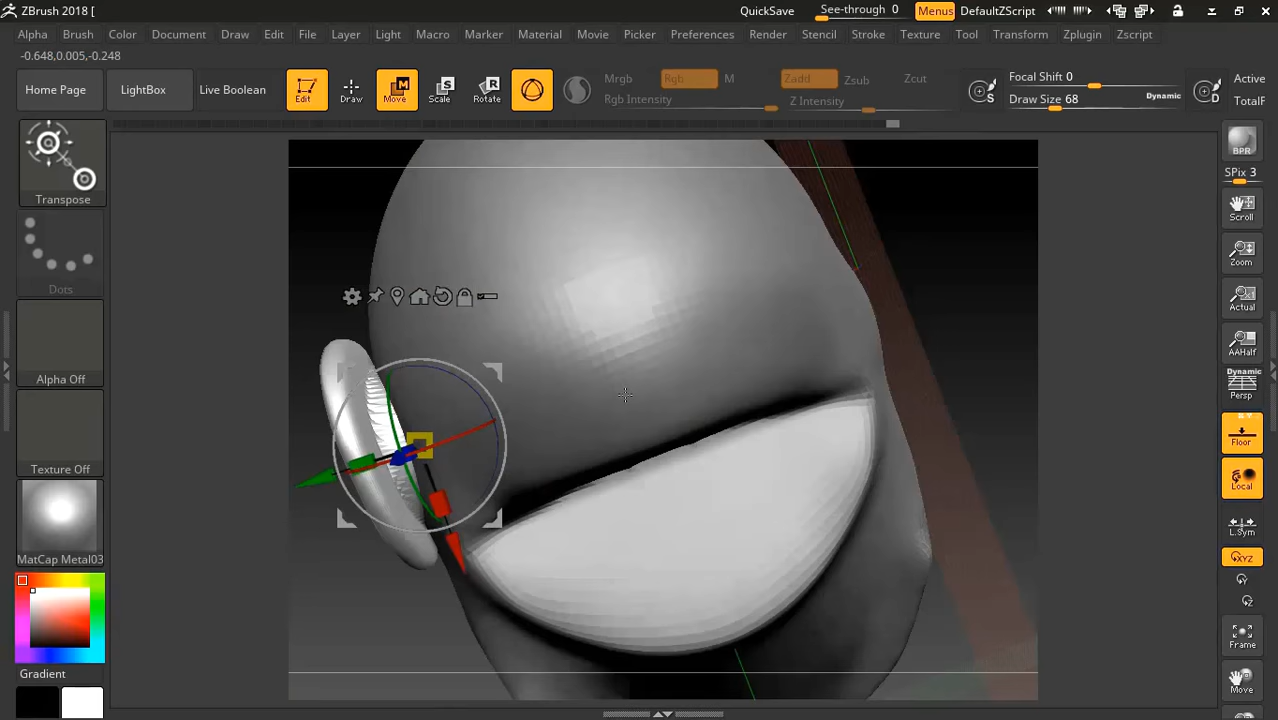 ZBrush 2018 [
QuickSave See-through 0 Menus DefaultZScript
Alpha Brush Color Document Draw Edit File Layer Light Macro Marker Material Movie Picker Preferences Render Stencil Stroke Texture Tool Transform Zplugin Zscript
-0.648,0.005,-0.248
Home Page LightBox Live Boolean Edit Draw Move Scale Rotate
Mrgb Rgb M Zadd Zsub Zcut
Rgb Intensity Z Intensity
Focal Shift 0 Active
Draw Size 68 Dynamic TotalF
S D
Transpose
Dots
Alpha Off
Texture Off
MatCap Metal03
Gradient
BPR
SPix 3
Scroll
Zoom
Actual
AAHalf
Dynamic
Persp
Floor
Local
L.Sym
XYZ
Y
Z
Frame
Move